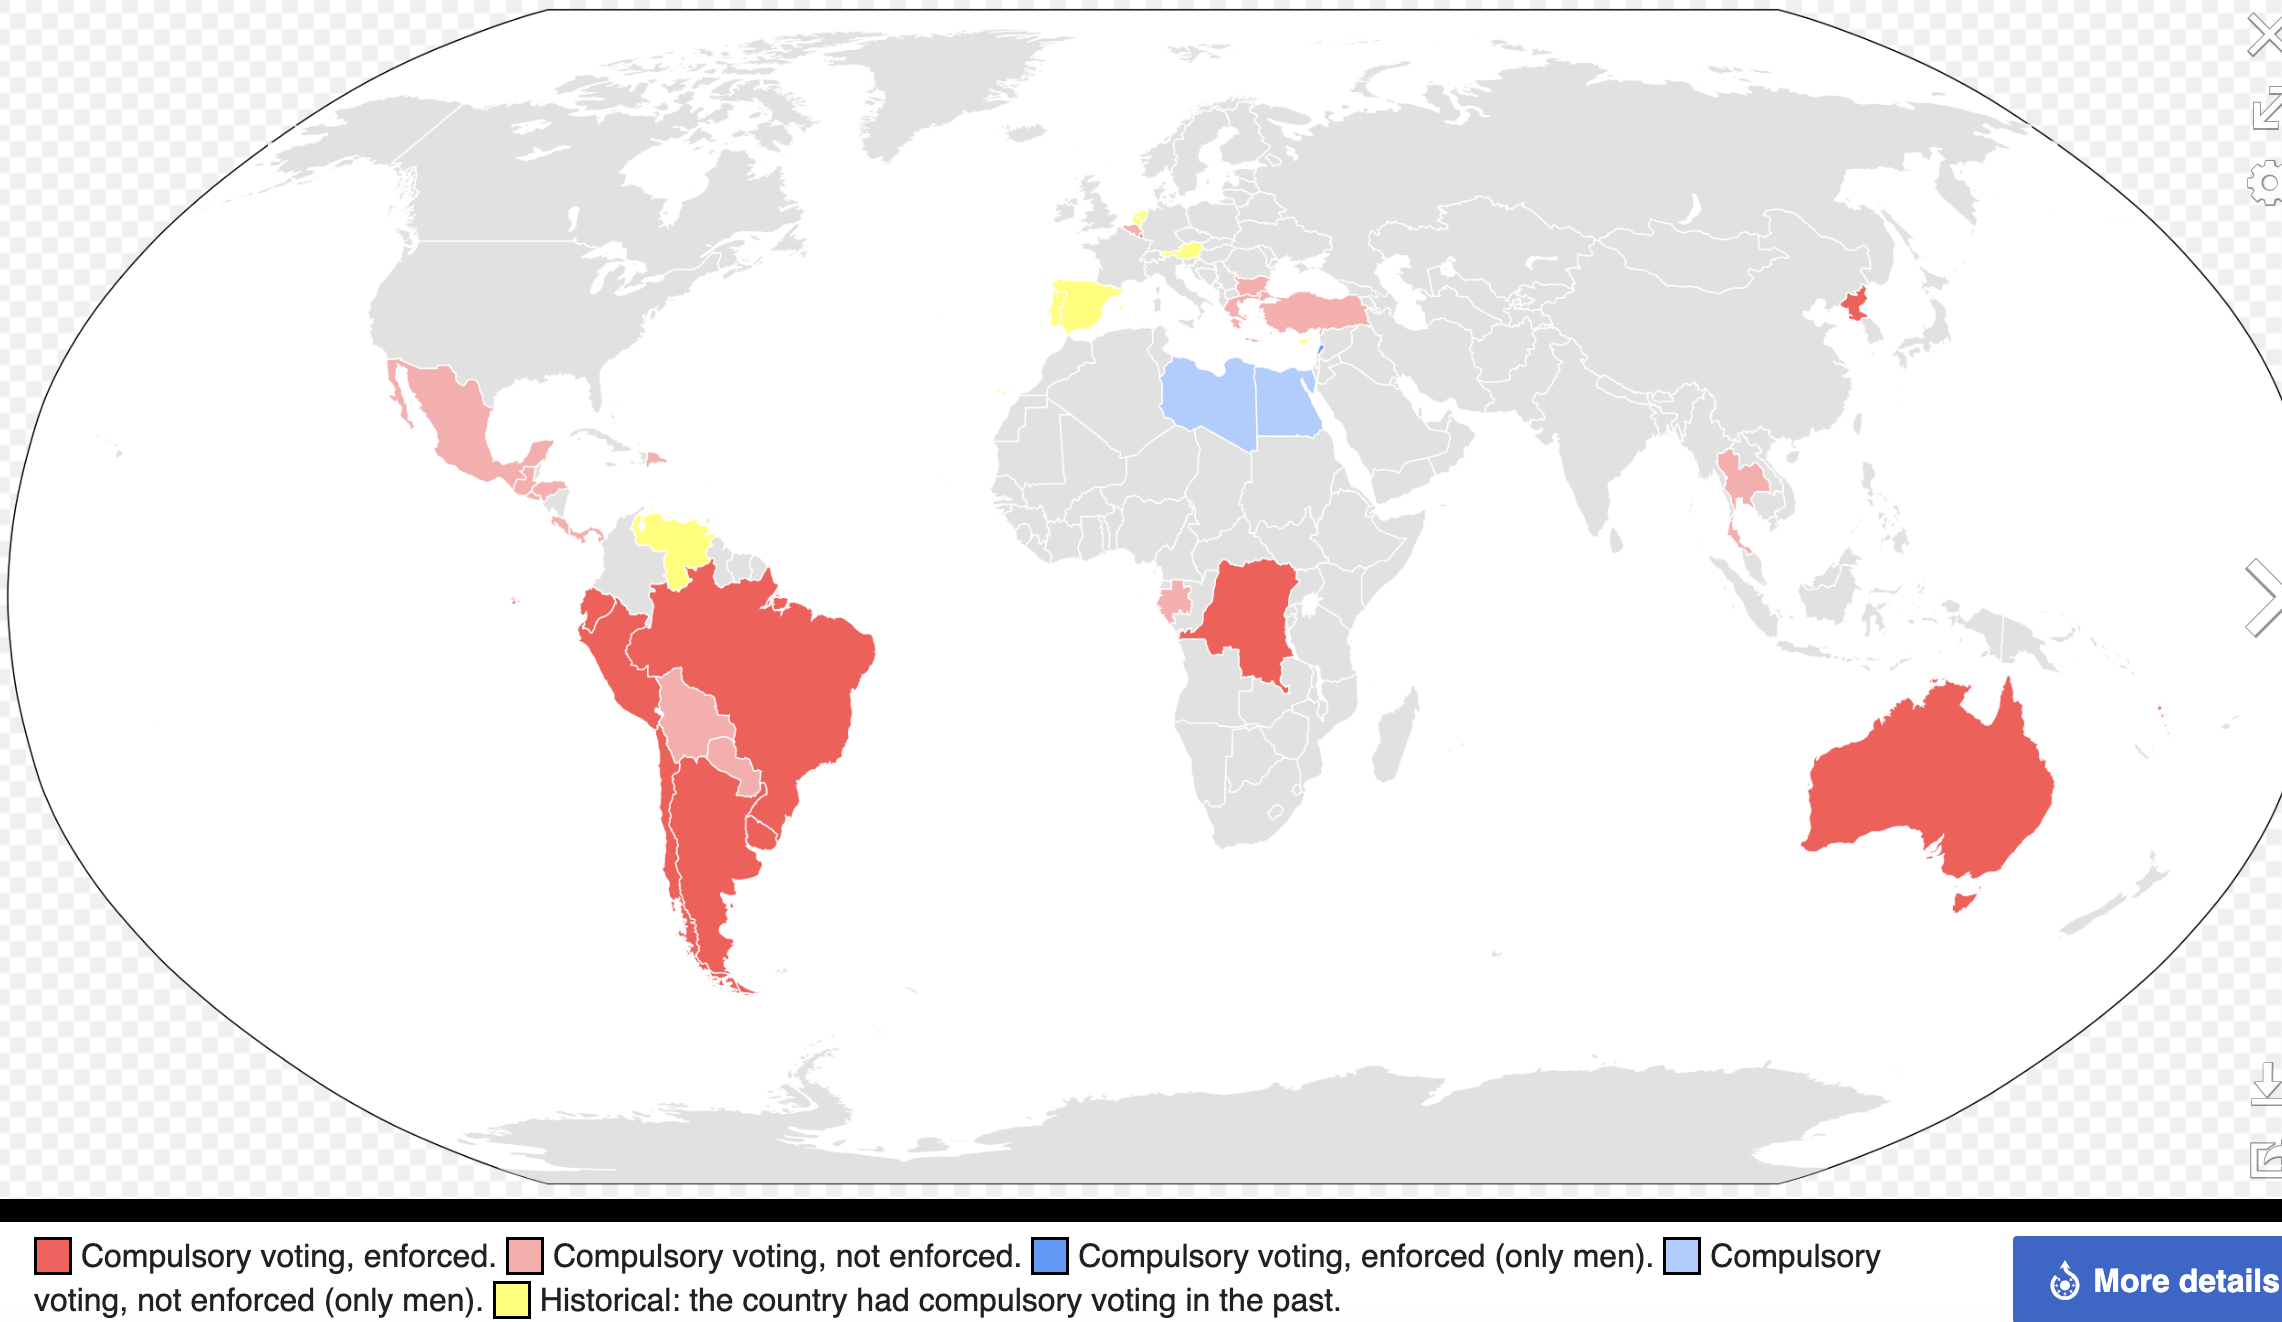 Compulsory voting, enforced. Compulsory voting, not enforced. Compulsory voting, enforced (only men). Compulsory
voting, not enforced (only men). Historical: the country had compulsory voting in the past.
More details